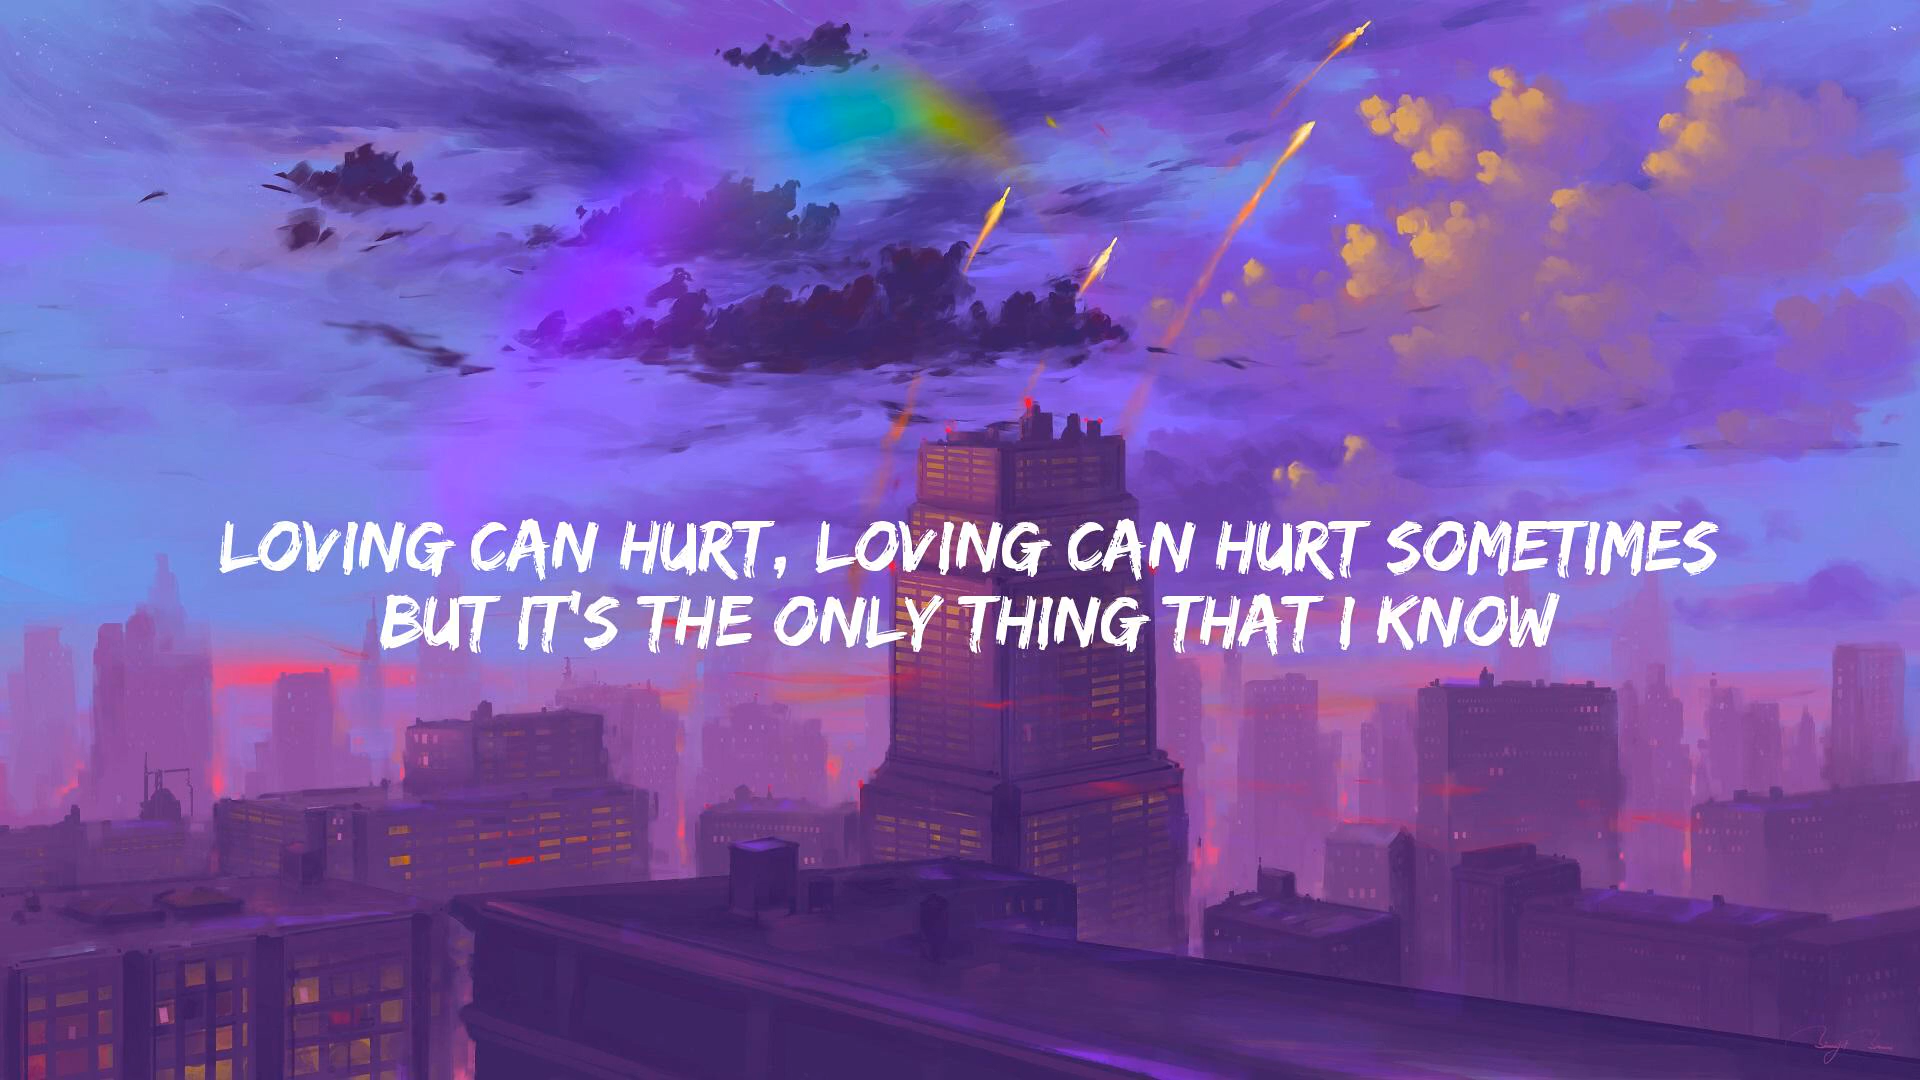 LOVING CAN HURT, LOVING CAN HURT SOMETIMES
BUT IT'S THE ONLY THING THAT I KNOW